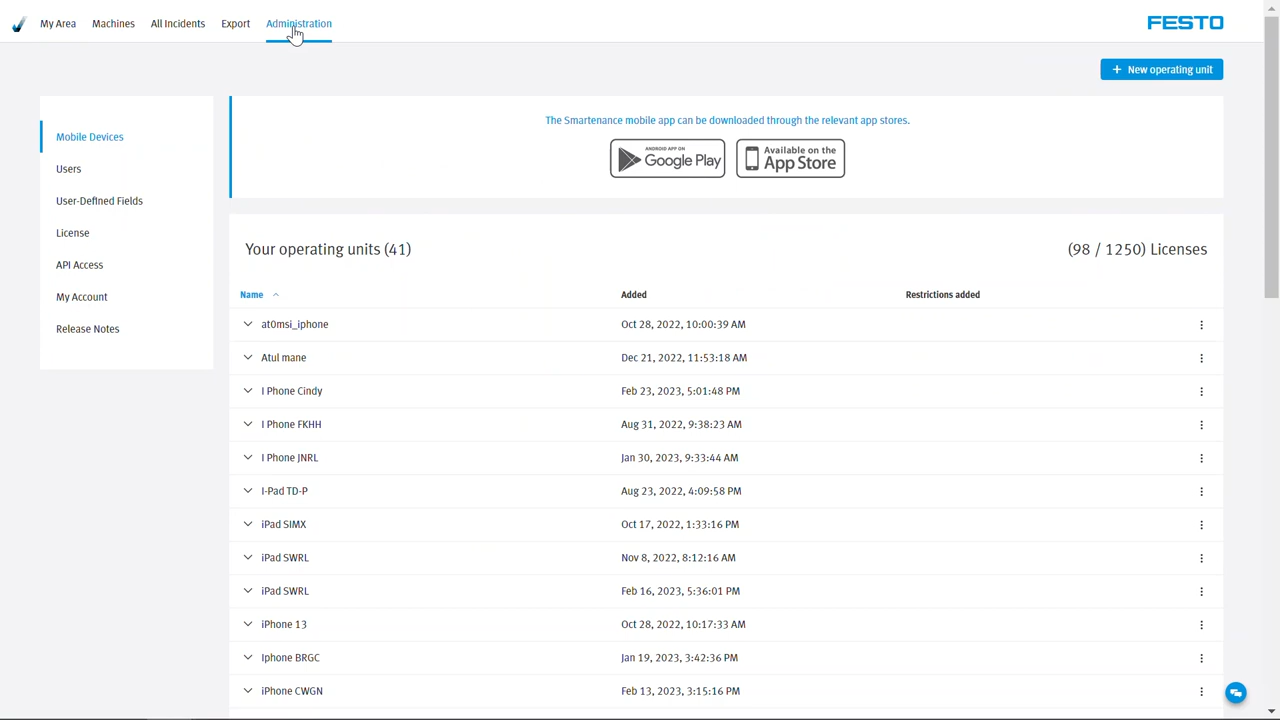 My Area Machines All Incidents Export Administration FESTO
+ New operating unit
The Smartenance mobile app can be downloaded through the relevant app stores.
ANDROID APP ON
Google Play
Available on the
App Store
Mobile Devices
Users
User-Defined Fields
License
API Access
My Account
Release Notes
Your operating units (41) (98 / 1250) Licenses
Name Added Restrictions added
at0msi_iphone Oct 28, 2022, 10:00:39 AM
Atul mane Dec 21, 2022, 11:53:18 AM
I Phone Cindy Feb 23, 2023, 5:01:48 PM
I Phone FKHH Aug 31, 2022, 9:38:23 AM
I Phone JNRL Jan 30, 2023, 9:33:44 AM
I-Pad TD-P Aug 23, 2022, 4:09:58 PM
iPad SIMX Oct 17, 2022, 1:33:16 PM
iPad SWRL Nov 8, 2022, 8:12:16 AM
iPad SWRL Feb 16, 2023, 5:36:01 PM
iPhone 13 Oct 28, 2022, 10:17:33 AM
Iphone BRGC Jan 19, 2023, 3:42:36 PM
iPhone CWGN Feb 13, 2023, 3:15:16 PM